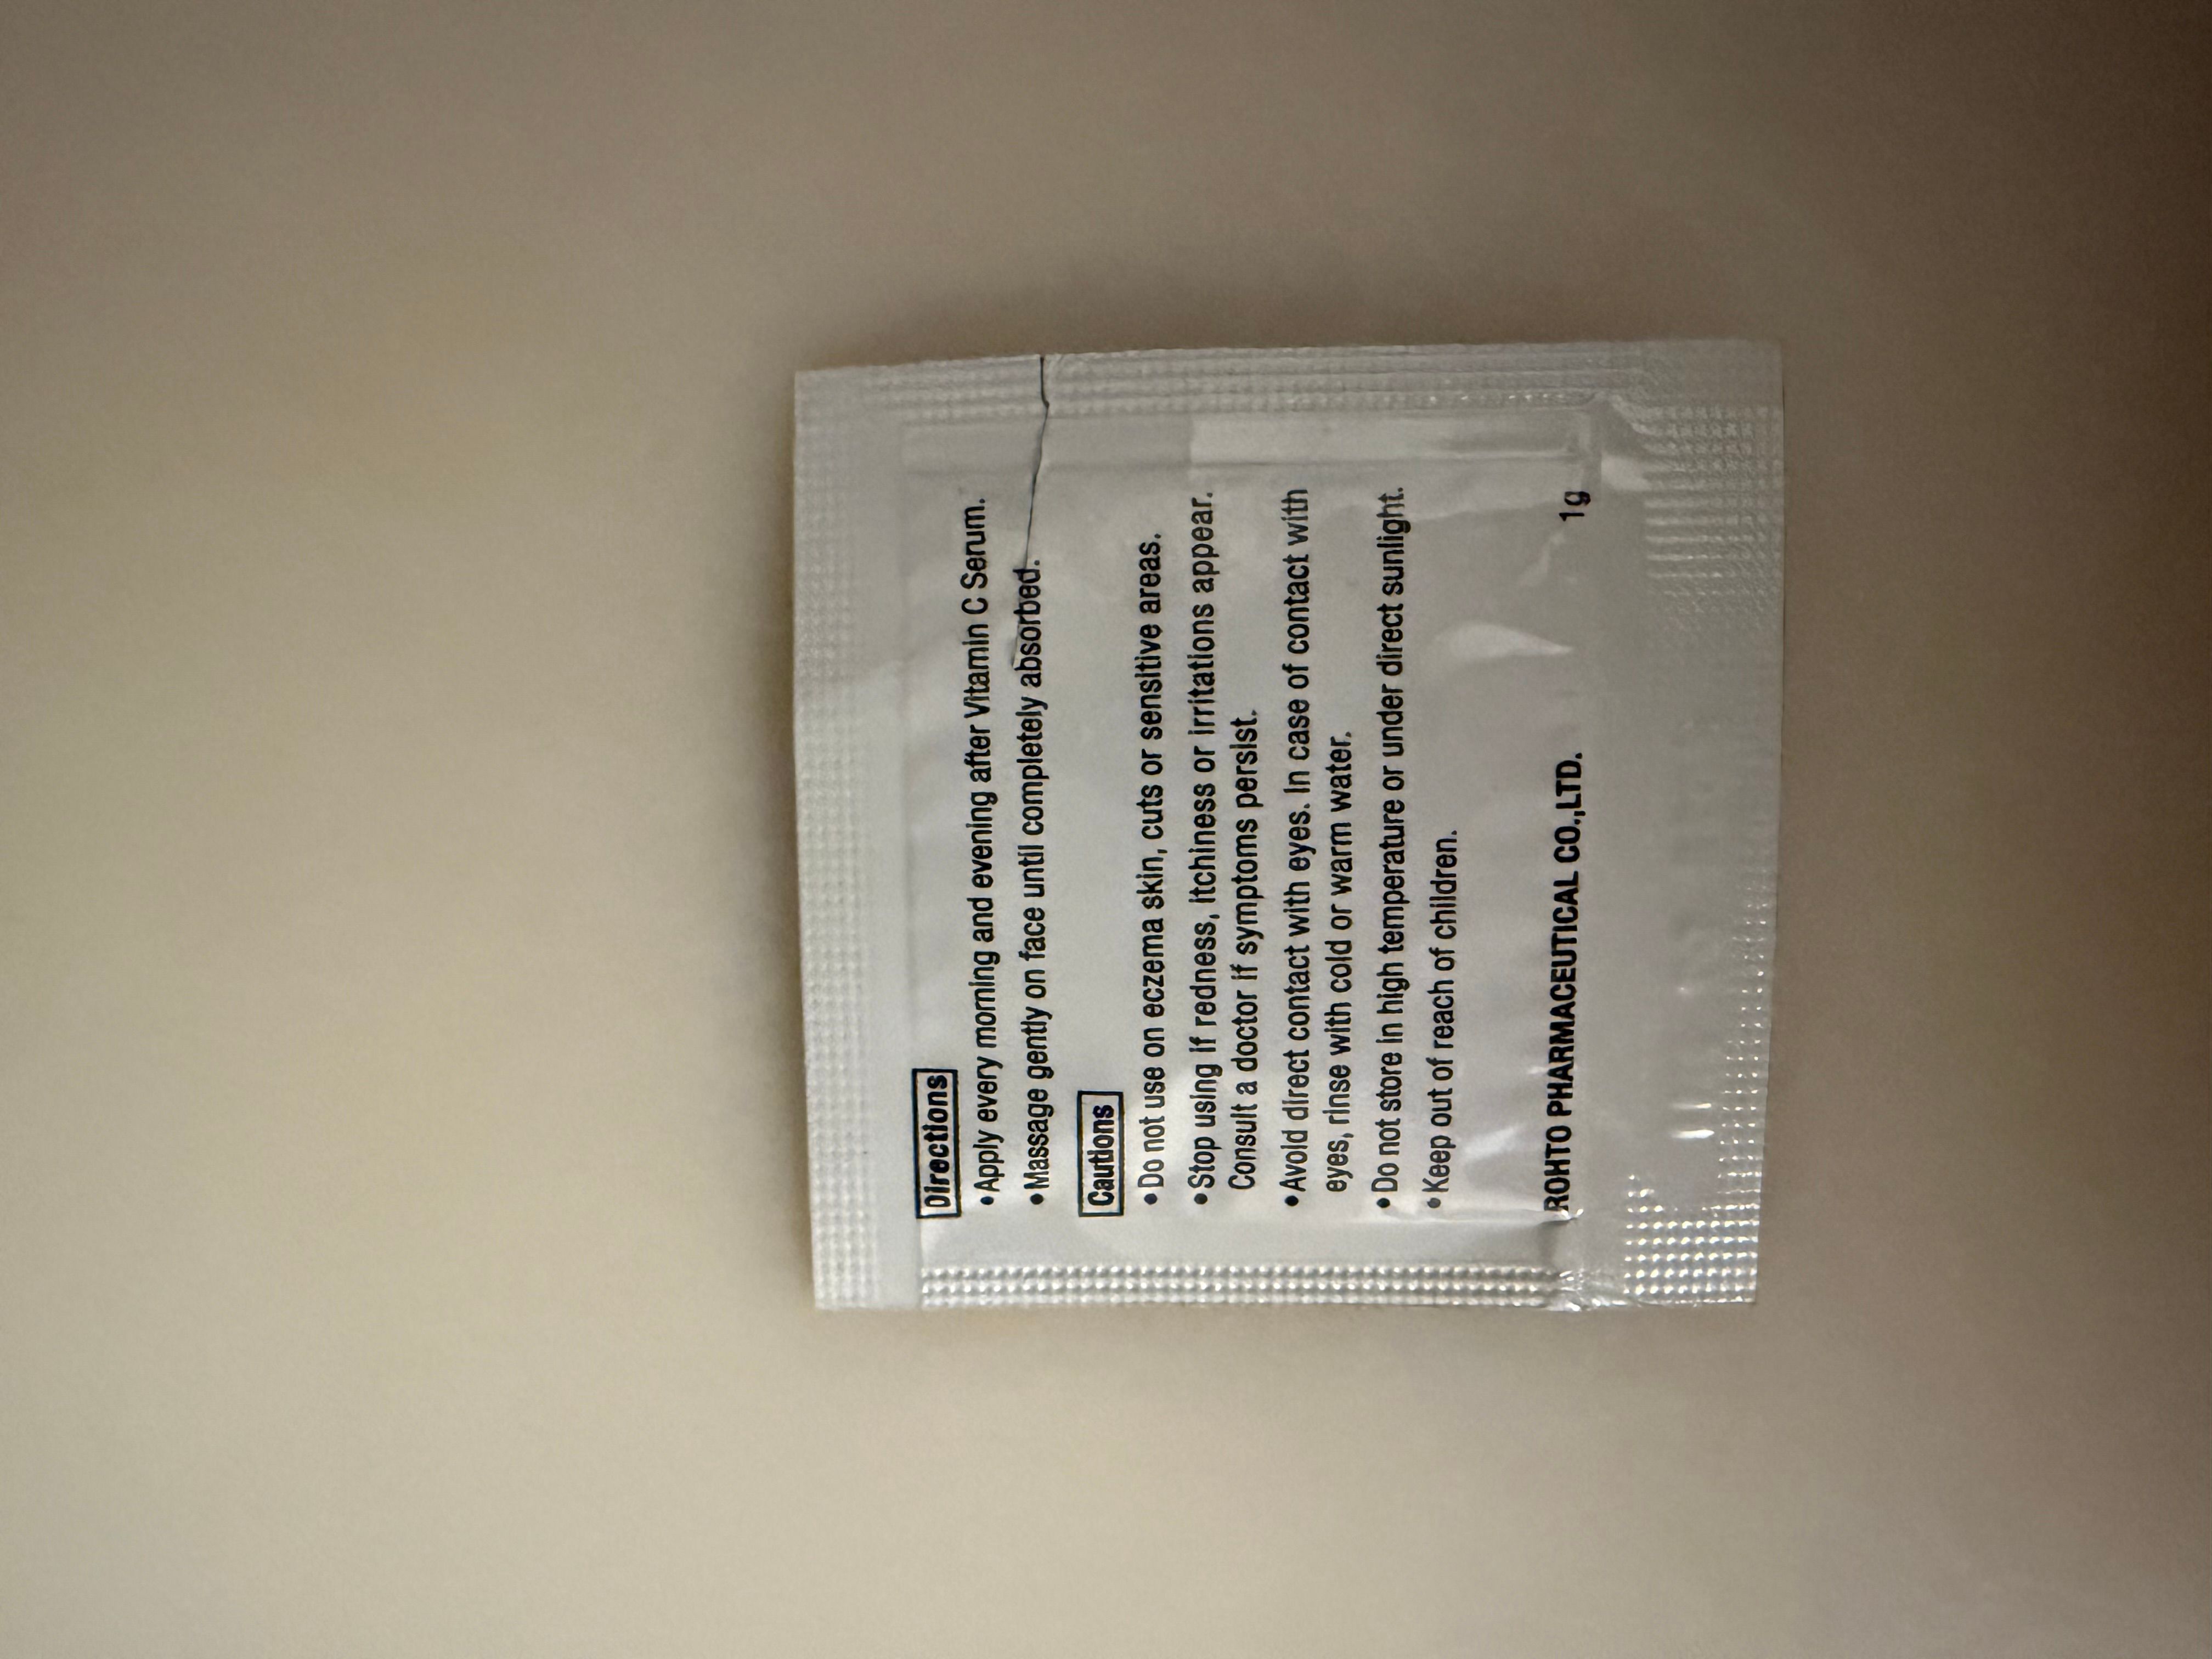 Directions
•Apply every morning and evening after Vitamin C Serum.
•Massage gently on face until completely absorbed.
Cautions
•Do not use on eczema skin, cuts or sensitive areas.
•Stop using if redness, itchiness or irritations appear.
Consult a doctor if symptoms persist.
•Avoid direct contact with eyes. In case of contact with
eyes, rinse with cold or warm water.
•Do not store in high temperature or under direct sunlight.
•Keep out of reach of children.
ROHTO PHARMACEUTICAL CO.,LTD. 1g